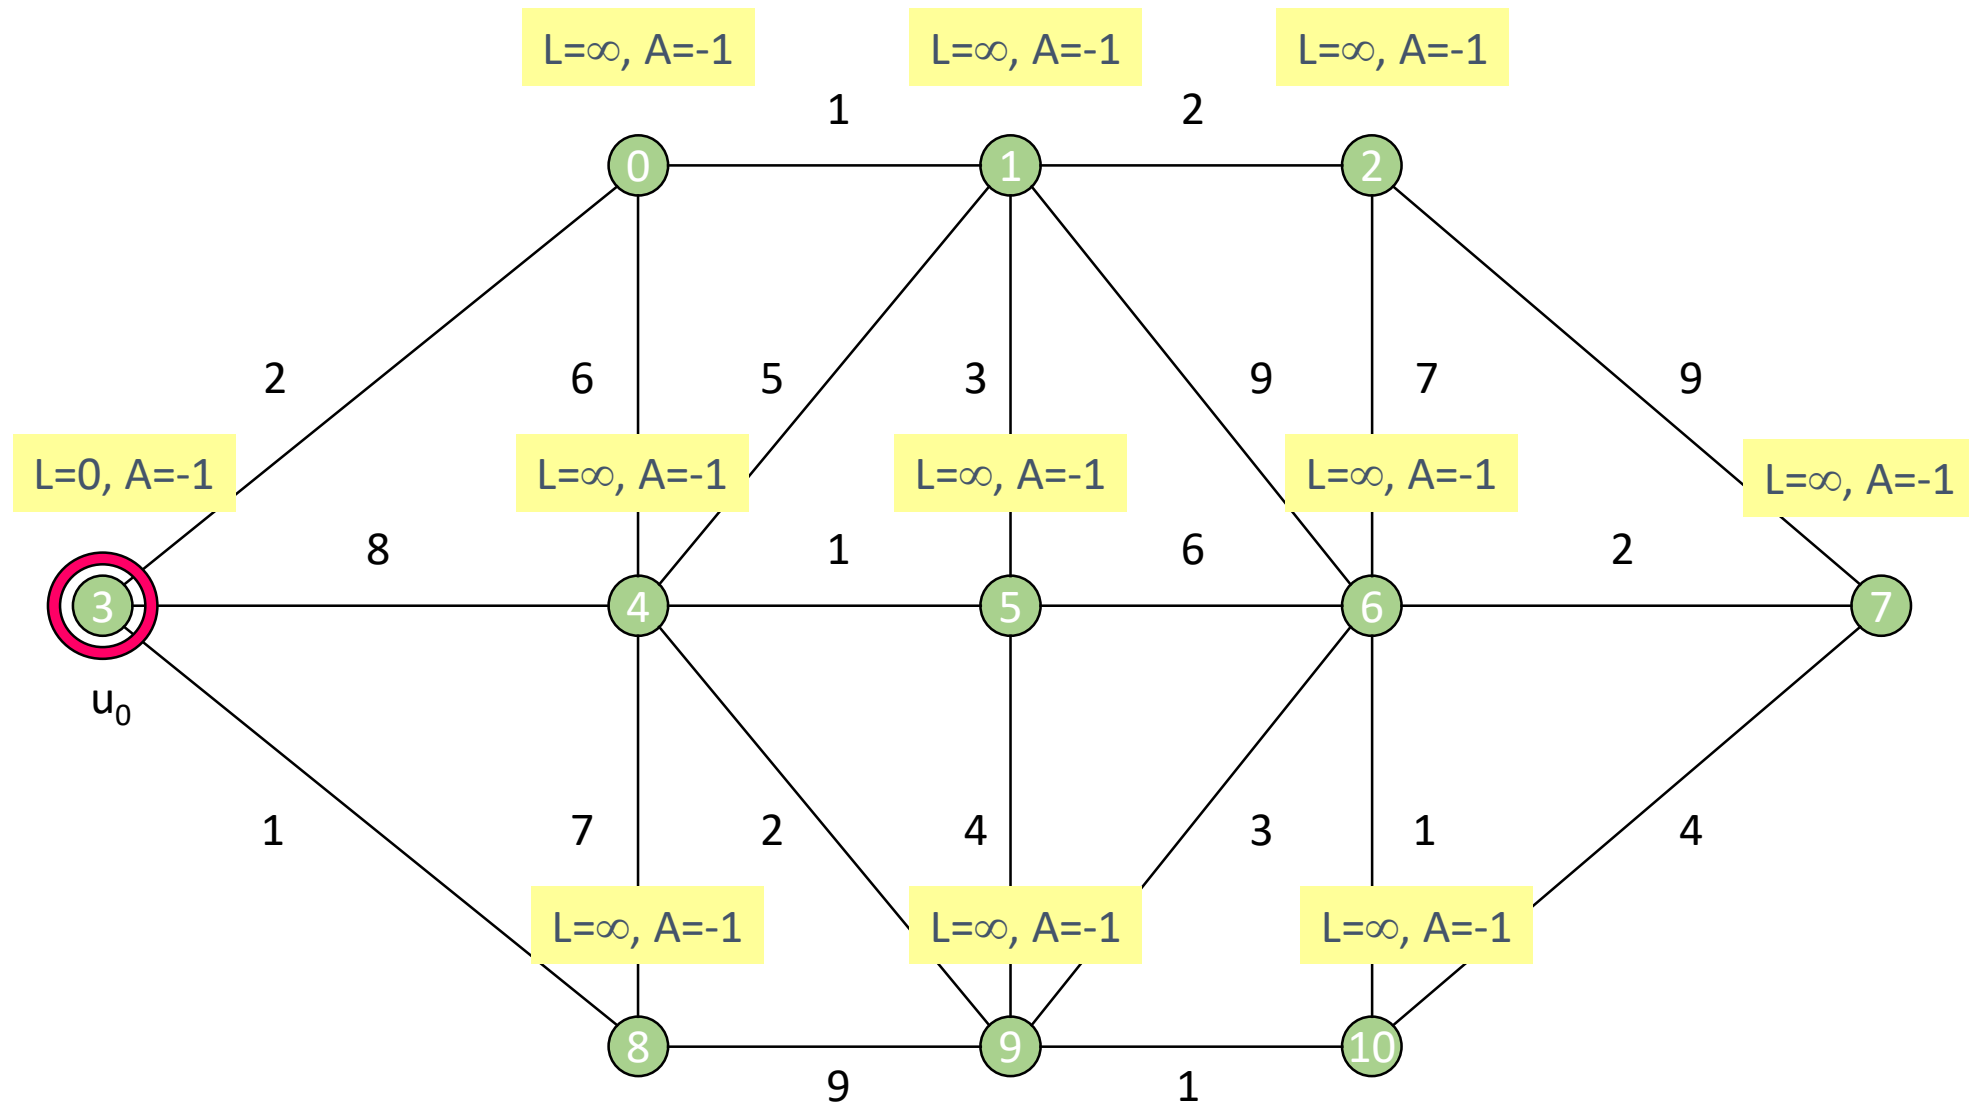 L=∞, A=-1 L=∞, A=-1 L=∞, A=-1
1 2
0 1 2
2 6 5 3 9 7 9
L=0, A=-1 L=∞, A=-1 L=∞, A=-1 L=∞, A=-1 L=∞, A=-1
8 1 6 2
3 4 5 6 7
u₀
1 7 2 4 3 1 4
L=∞, A=-1 L=∞, A=-1 L=∞, A=-1
8 9 10
9 1